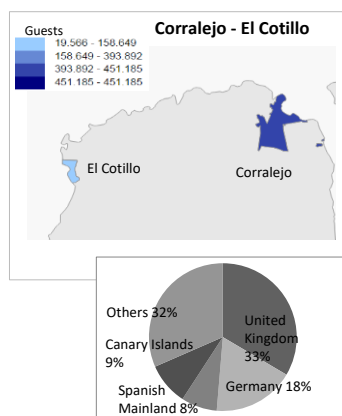 Corralejo - El Cotillo
Guests
19.566 - 158.649
158.649 - 393.892
393.892 - 451.185
451.185 - 451.185
El Cotillo
Corralejo
Others 32%
United
Kingdom
33%
Canary Islands
9%
Germany 18%
Spanish
Mainland 8%